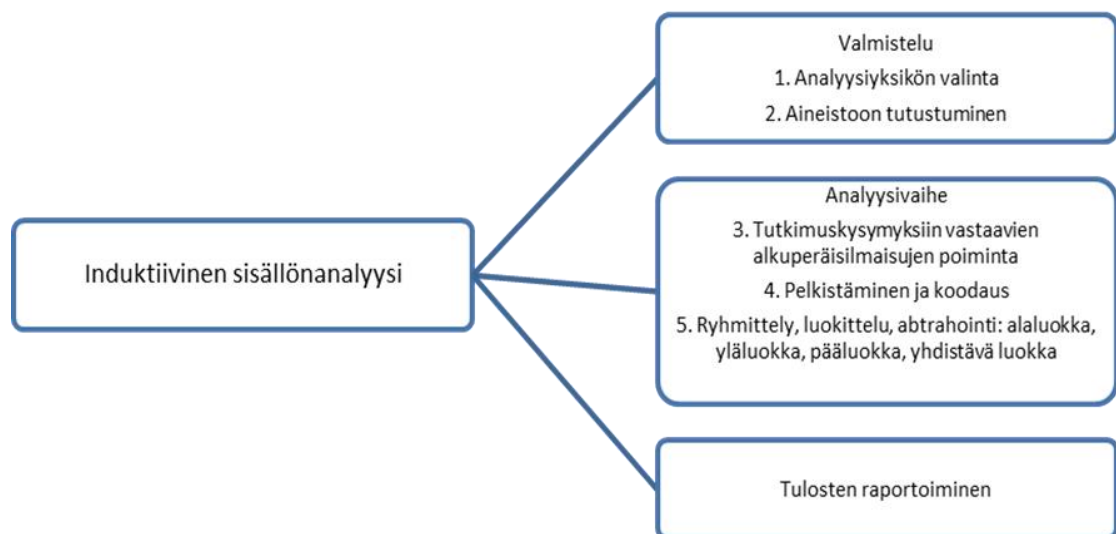 Induktiivinen sisällönanalyysi
Valmistelu
1. Analyysiyksikön valinta
2. Aineistoon tutustuminen
Analyysivaihe
3. Tutkimuskysymyksiin vastaavien
alkuperäisilmaisujen poiminta
4. Pelkistäminen ja koodaus
5. Ryhmittely, luokittelu, abtrahointi: alaluokka,
yläluokka, pääluokka, yhdistävä luokka
Tulosten raportoiminen